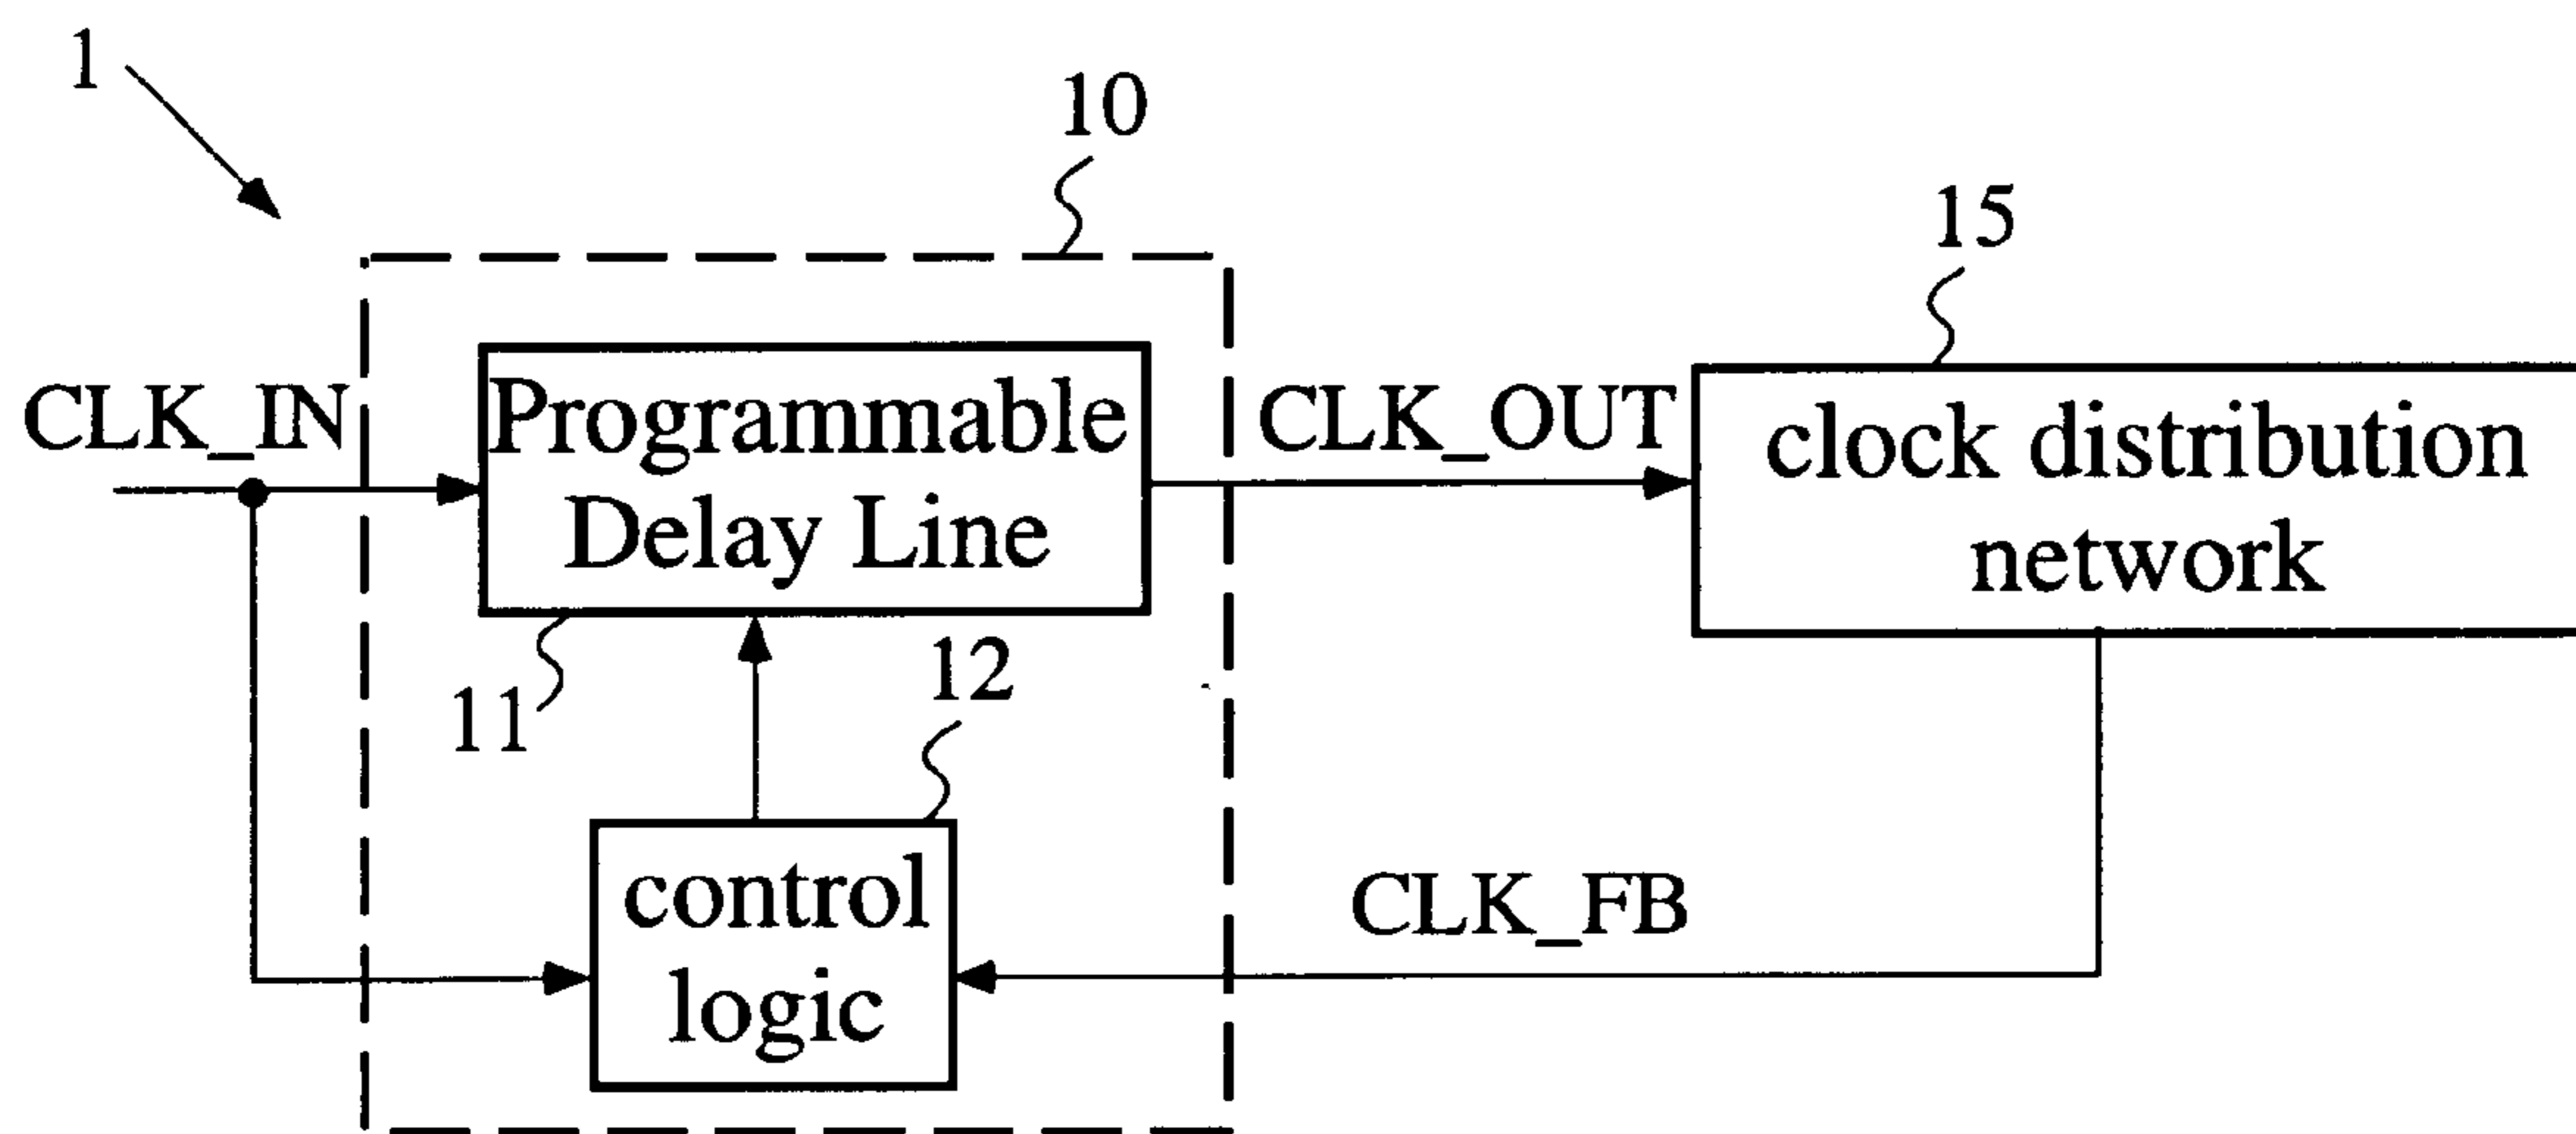 1
10
15
CLK_IN
Programmable
Delay Line
CLK_OUT
clock distribution
network
11
12
control
logic
CLK_FB